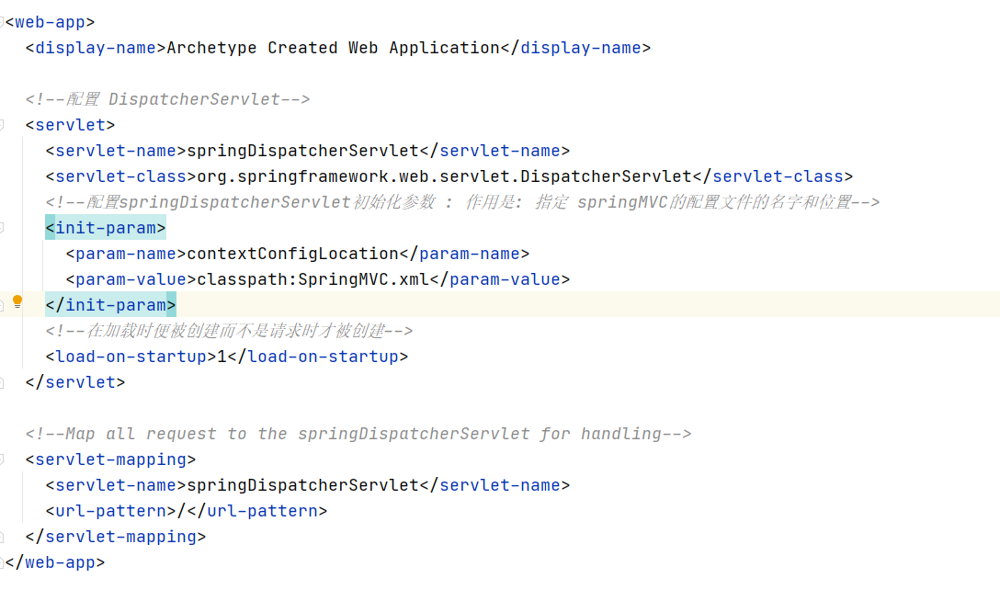 <web-app>
  <display-name>Archetype Created Web Application</display-name>
  <!--配置 DispatcherServlet-->
  <servlet>
    <servlet-name>springDispatcherServlet</servlet-name>
    <servlet-class>org.springframework.web.servlet.DispatcherServlet</servlet-class>
    <!--配置springDispatcherServlet初始化参数 : 作用是: 指定 springMVC的配置文件的名字和位置-->
    <init-param>
      <param-name>contextConfigLocation</param-name>
      <param-value>classpath:SpringMVC.xml</param-value>
    </init-param>
    <!--在加载时便被创建而不是请求时才被创建-->
    <load-on-startup>1</load-on-startup>
  </servlet>
  <!--Map all request to the springDispatcherServlet for handling-->
  <servlet-mapping>
    <servlet-name>springDispatcherServlet</servlet-name>
    <url-pattern>/</url-pattern>
  </servlet-mapping>
</web-app>